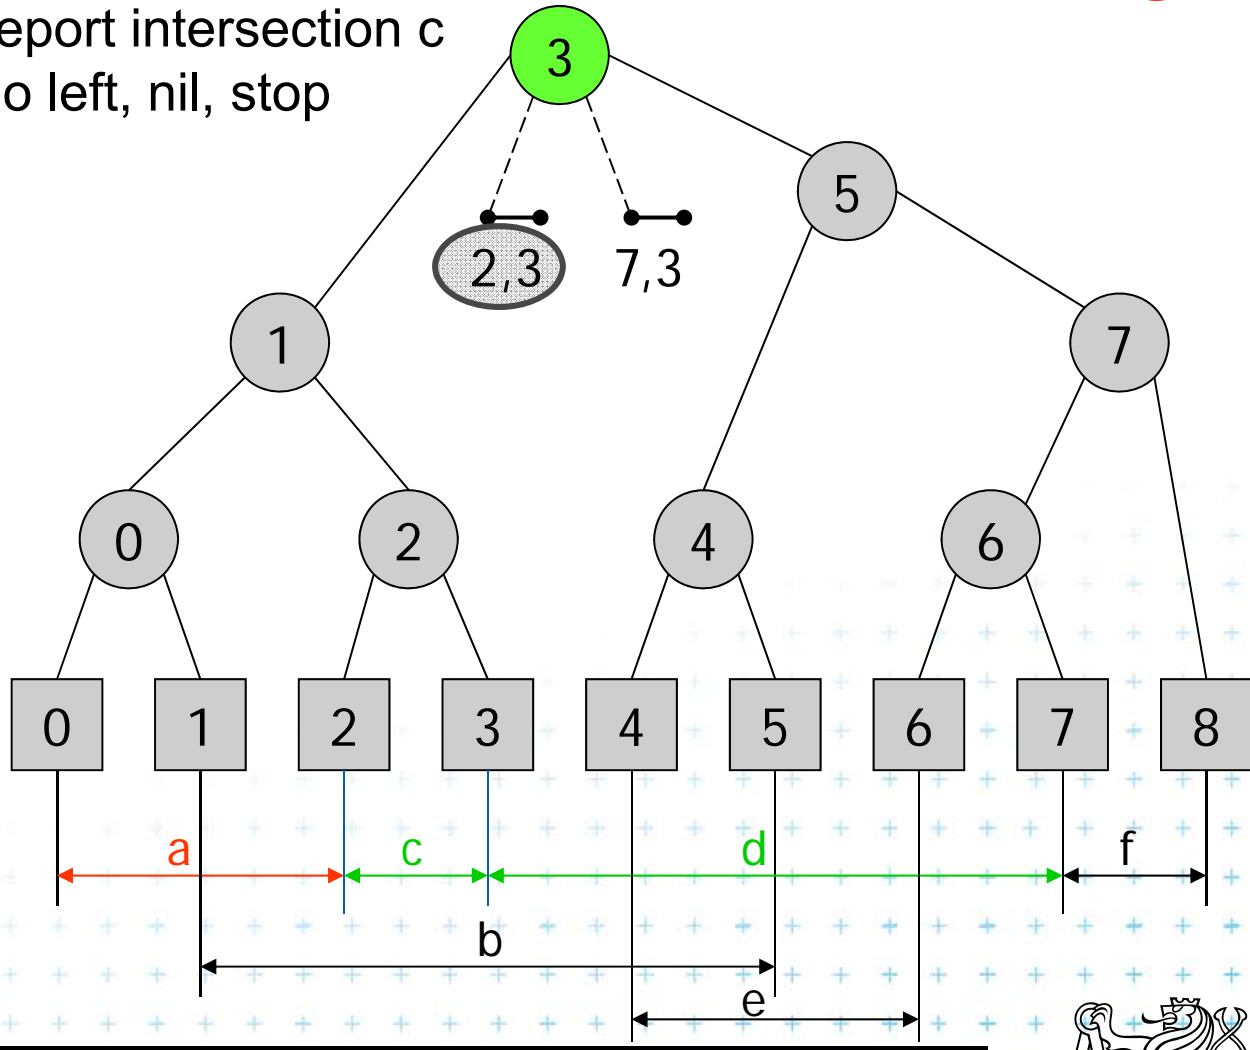 eport intersection c
o left, nil, stop
3
5
2,3 7,3
1 7
0 2 4 6
0 1 2 3 4 5 6 7 8
a c d f
b
e